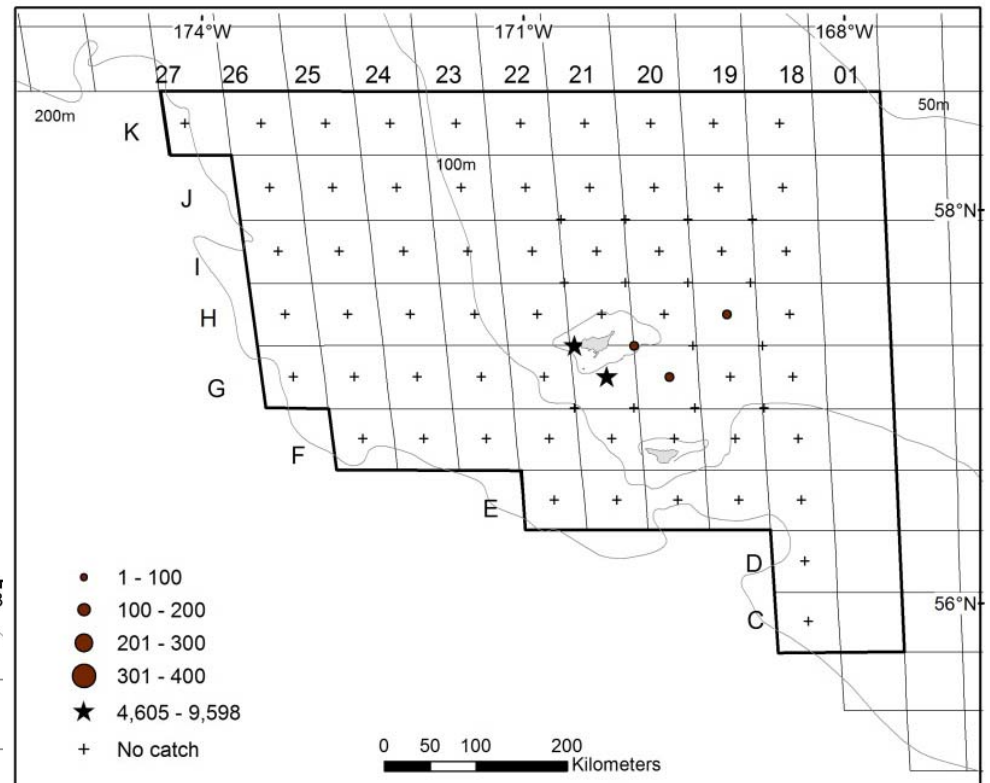 174°W 171°W 168°W
27 26 25 24 23 22 21 20 19 18 01
200m 50m
K
100m
J
58°N
I
H
G
F
E
D
1 - 100
56°N
100 - 200
C
201 - 300
301 - 400
4,605 - 9,598
No catch
0 50 100 200
Kilometers